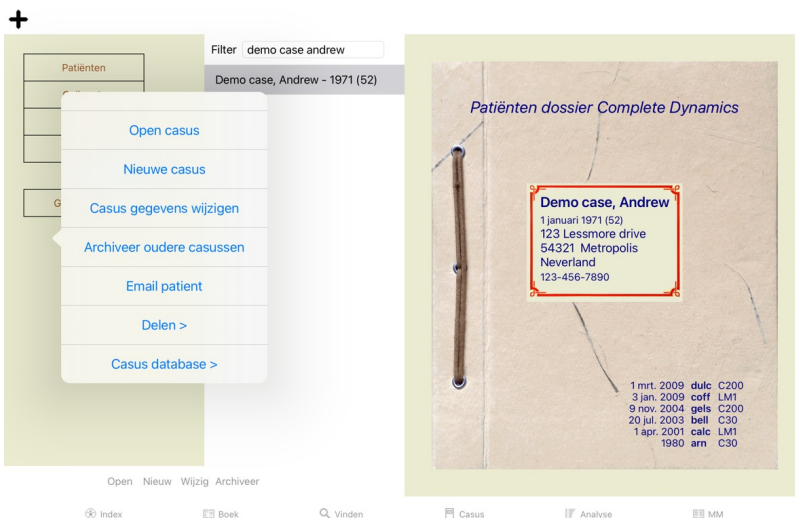 Filter demo case andrew
Patiënten
Demo case, Andrew - 1971 (52)
G
Open casus
Nieuwe casus
Casus gegevens wijzigen
Archiveer oudere casussen
Email patient
Delen >
Casus database >
Patiënten dossier Complete Dynamics
Demo case, Andrew
1 januari 1971 (52)
123 Lessmore drive
54321 Metropolis
Neverland
123-456-7890
1 mrt. 2009 dulc C200
3 jan. 2009 coff LM1
9 nov. 2004 gels C200
20 jul. 2003 bell C30
1 apr. 2001 calc LM1
1980 arn C30
Open Nieuw Wijzig Archiveer
Index Boek Vinden Casus Analyse MM